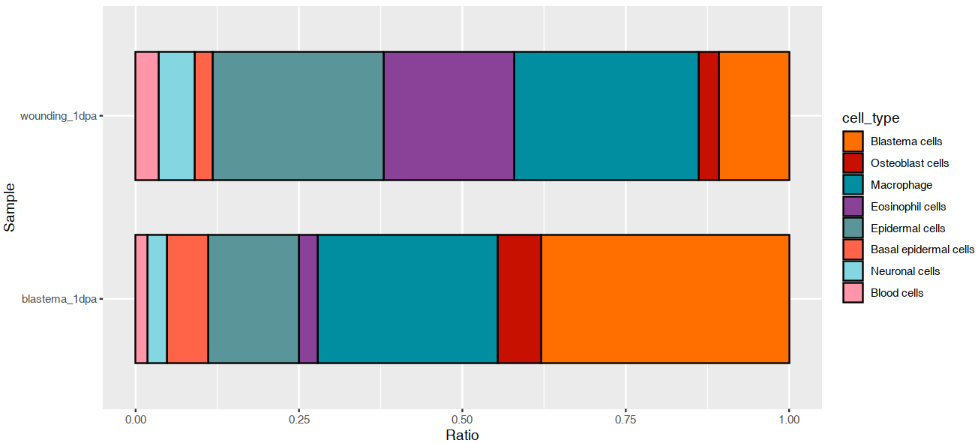 Sample
wounding_1dpa
blastema_1dpa
0.00 0.25 0.50 0.75 1.00
Ratio
cell_type
Blastema cells
Osteoblast cells
Macrophage
Eosinophil cells
Epidermal cells
Basal epidermal cells
Neuronal cells
Blood cells